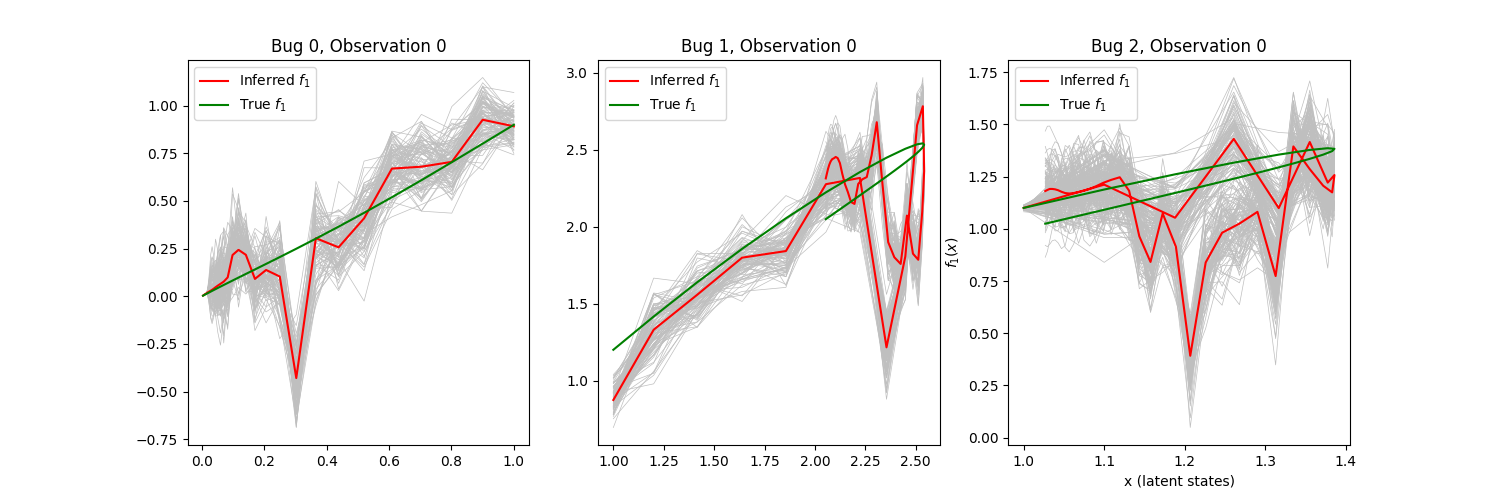 Bug 0, Observation 0
Inferred f₁
True f₁
1.00
0.75
0.50
0.25
0.00
−0.25
−0.50
−0.75
0.0 0.2 0.4 0.6 0.8 1.0
Bug 1, Observation 0
Inferred f₁
True f₁
3.0
2.5
2.0
1.5
1.0
1.00 1.25 1.50 1.75 2.00 2.25 2.50
Bug 2, Observation 0
Inferred f₁
True f₁
f₁(x)
1.75
1.50
1.25
1.00
0.75
0.50
0.25
0.00
1.0 1.1 1.2 1.3 1.4
x (latent states)